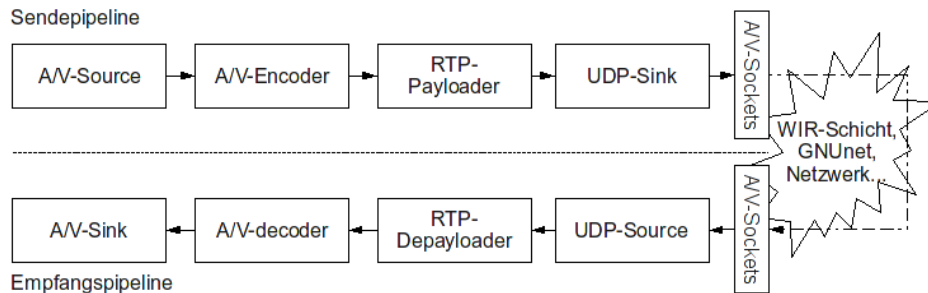 Sendepipeline
A/V-Source
A/V-Encoder
RTP-
Payloader
UDP-Sink
A/V-Sockets
WIR-Schicht,
GNUnet,
Netzwerk...
A/V-Sink
A/V-decoder
RTP-
Depayloader
UDP-Source
A/V-Sockets
Empfangspipeline